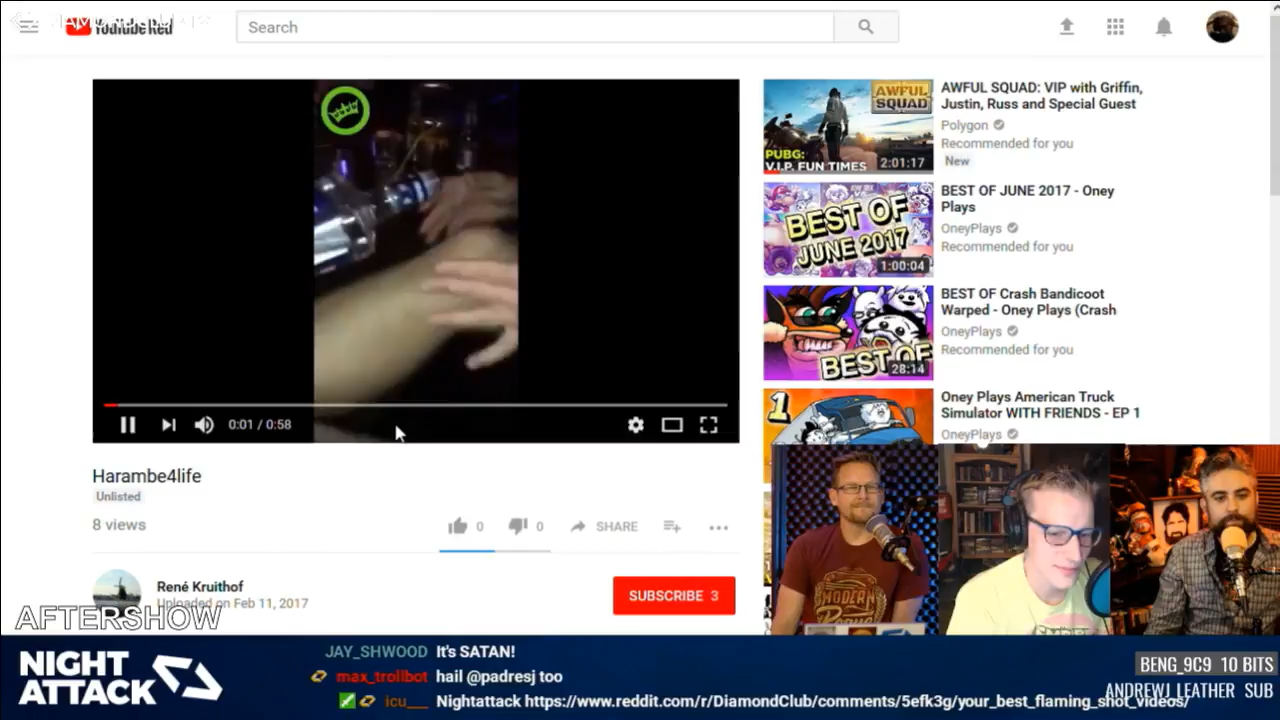 YouTube Red
Search
AWFUL SQUAD
PUBG:
V.I.P. FUN TIMES
2:01:17
AWFUL SQUAD: VIP with Griffin,
Justin, Russ and Special Guest
Polygon
Recommended for you
New
BEST OF
JUNE 2017
1:00:04
BEST OF JUNE 2017 - Oney
Plays
OneyPlays
Recommended for you
BEST OF
28:14
BEST OF Crash Bandicoot
Warped - Oney Plays (Crash
OneyPlays
Recommended for you
1
Oney Plays American Truck
Simulator WITH FRIENDS - EP 1
OneyPlays
0:01 / 0:58
Harambe4life
Unlisted
8 views
0
0
SHARE
René Kruithof
Uploaded on Feb 11, 2017
SUBSCRIBE 3
AFTERSHOW
MODERN
Rogue
NIGHT
ATTACK
JAY_SHWOOD It's SATAN!
max_trollbot hail @padresj too
icu___ Nightattack https://www.reddit.com/r/DiamondClub/comments/5efk3g/your_best_flaming_shot_videos/
BENG_9C9 10 BITS
ANDREWJ_LEATHER SUB